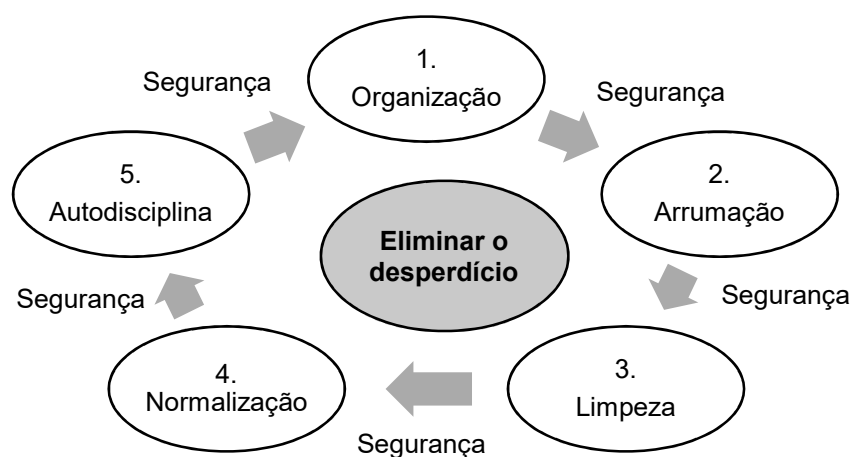 1.
Organização
Segurança
2.
Arrumação
Segurança
3.
Limpeza
Segurança
4.
Normalização
Segurança
5.
Autodisciplina
Segurança
Eliminar o
desperdício